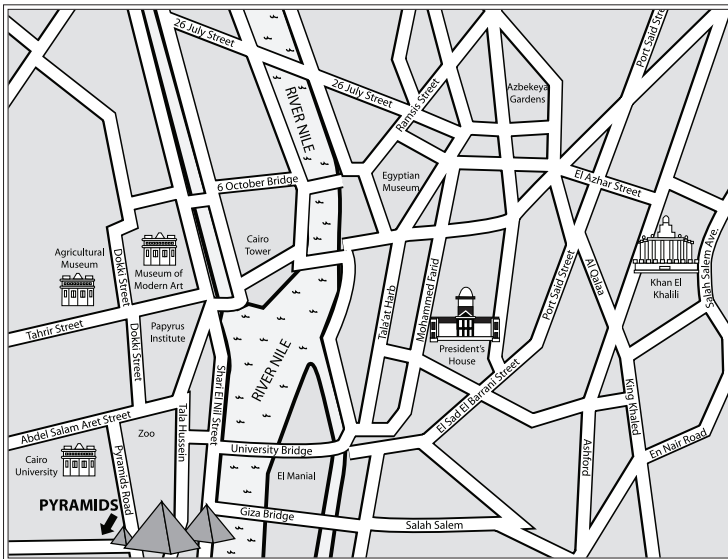 26 July Street
Port Said Stre
RIVER NILE
26 July Street
Ramsis Street
Azbekeya
Gardens
6 October Bridge
Egyptian
Museum
El Azhar Street
Cairo
Tower
Agricultural
Museum
Museum of
Modern Art
Dokki Street
Tahrir Street
Papyrus
Institute
Dokki Street
Shari El Nil Street
RIVER NILE
Tala'at Harb
Mohammed Farid
Port Said Street
Al Qalaa
Khan El
Khalili
Salah Salem Ave.
President's
House
El Sad El Barrani Street
King Khaled
Abdel Salam Aret Street
Zoo
Tala Hussein
University Bridge
Ashford
En Nair Road
Cairo
University
Pyramids Road
El Manial
PYRAMIDS
Giza Bridge
Salah Salem